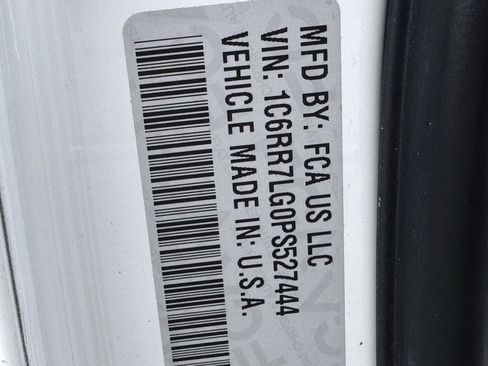 MFD BY: FCA US LLC
VIN: 1C6RR7LG0PS527444
VEHICLE MADE IN: U.S.A.